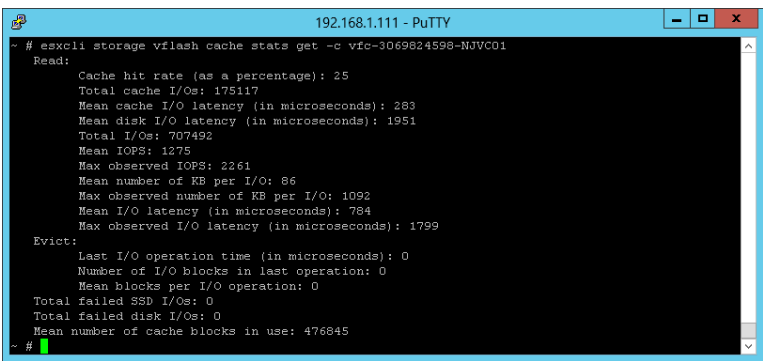 192.168.1.111 - PuTTY
~ # esxcli storage vflash cache stats get -c vfc-3069824598-NJVC01
Read:
Cache hit rate (as a percentage): 25
Total cache I/Os: 175117
Mean cache I/O latency (in microseconds): 283
Mean disk I/O latency (in microseconds): 1951
Total I/Os: 707492
Mean IOPS: 1275
Max observed IOPS: 2261
Mean number of KB per I/O: 86
Max observed number of KB per I/O: 1092
Mean I/O latency (in microseconds): 784
Max observed I/O latency (in microseconds): 1799
Evict:
Last I/O operation time (in microseconds): 0
Number of I/O blocks in last operation: 0
Mean blocks per I/O operation: 0
Total failed SSD I/Os: 0
Total failed disk I/Os: 0
Mean number of cache blocks in use: 476845
~ #